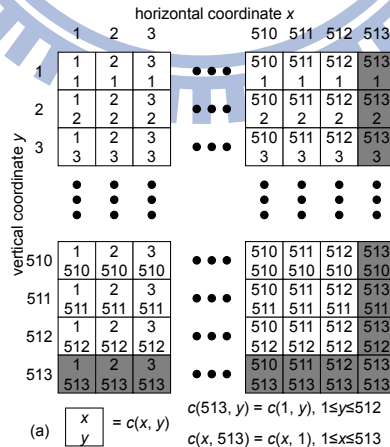 horizontal coordinate x
1 2 3 510 511 512 513
vertical coordinate y
1 2 3 510 511 512 513
1
1 1 1 1 1 1 1
1 2 3 510 511 512 513
2
2 2 2 2 2 2 2
1 2 3 510 511 512 513
3
3 3 3 3 3 3 3
1 2 3 510 511 512 513
510
510 510 510 510 510 510 510
1 2 3 510 511 512 513
511
511 511 511 511 511 511 511
1 2 3 510 511 512 513
512
512 512 512 512 512 512 512
1 2 3 510 511 512 513
513
513 513 513 513 513 513 513
(a) x y = c(x, y)
c(513, y) = c(1, y), 1≤y≤512
c(x, 513) = c(x, 1), 1≤x≤513